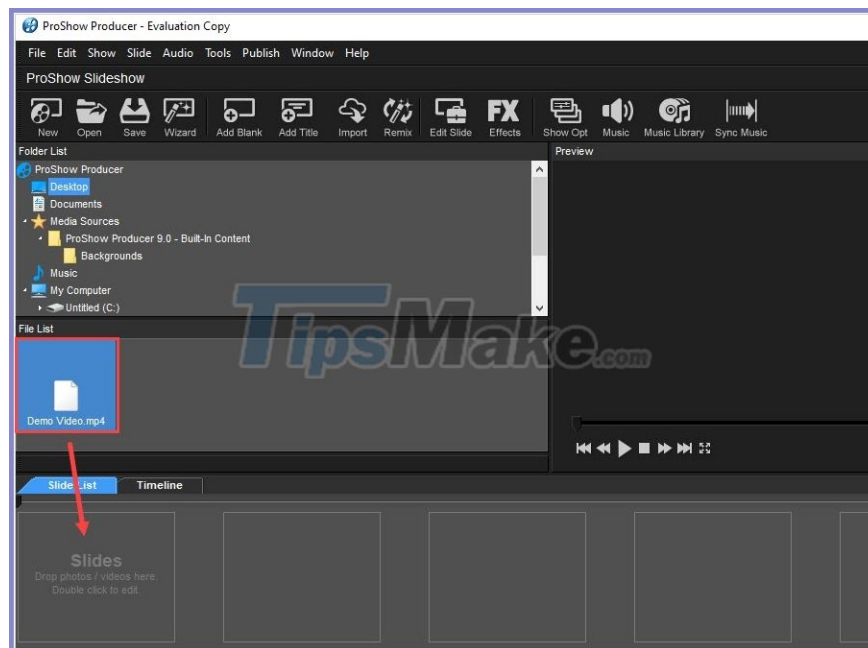 ProShow Producer - Evaluation Copy
File Edit Show Slide Audio Tools Publish Window Help
ProShow Slideshow
New Open Save Wizard Add Blank Add Title Import Remix Edit Slide Effects Show Opt Music Music Library Sync Music
FX
Folder List
Preview
ProShow Producer
Desktop
Documents
Media Sources
ProShow Producer 9.0 - Built-In Content
Backgrounds
Music
My Computer
Untitled (C:)
TipsMake.com
File List
Demo Video.mp4
Slide List Timeline
Slides
Drop photos / videos here.
Double click to edit.